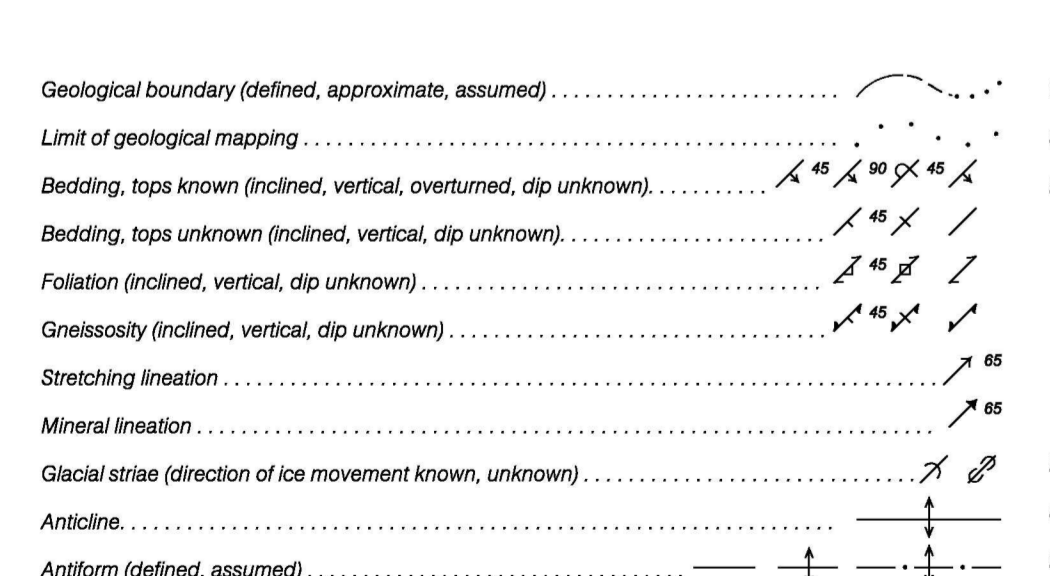 Geological boundary (defined, approximate, assumed)
Limit of geological mapping
Bedding, tops known (inclined, vertical, overturned, dip unknown). 45 90 45
Bedding, tops unknown (inclined, vertical, dip unknown). 45
Foliation (inclined, vertical, dip unknown) 45
Gneissosity (inclined, vertical, dip unknown) 45
Stretching lineation 65
Mineral lineation 65
Glacial striae (direction of ice movement known, unknown)
Anticline.
Antiform (defined, assumed)